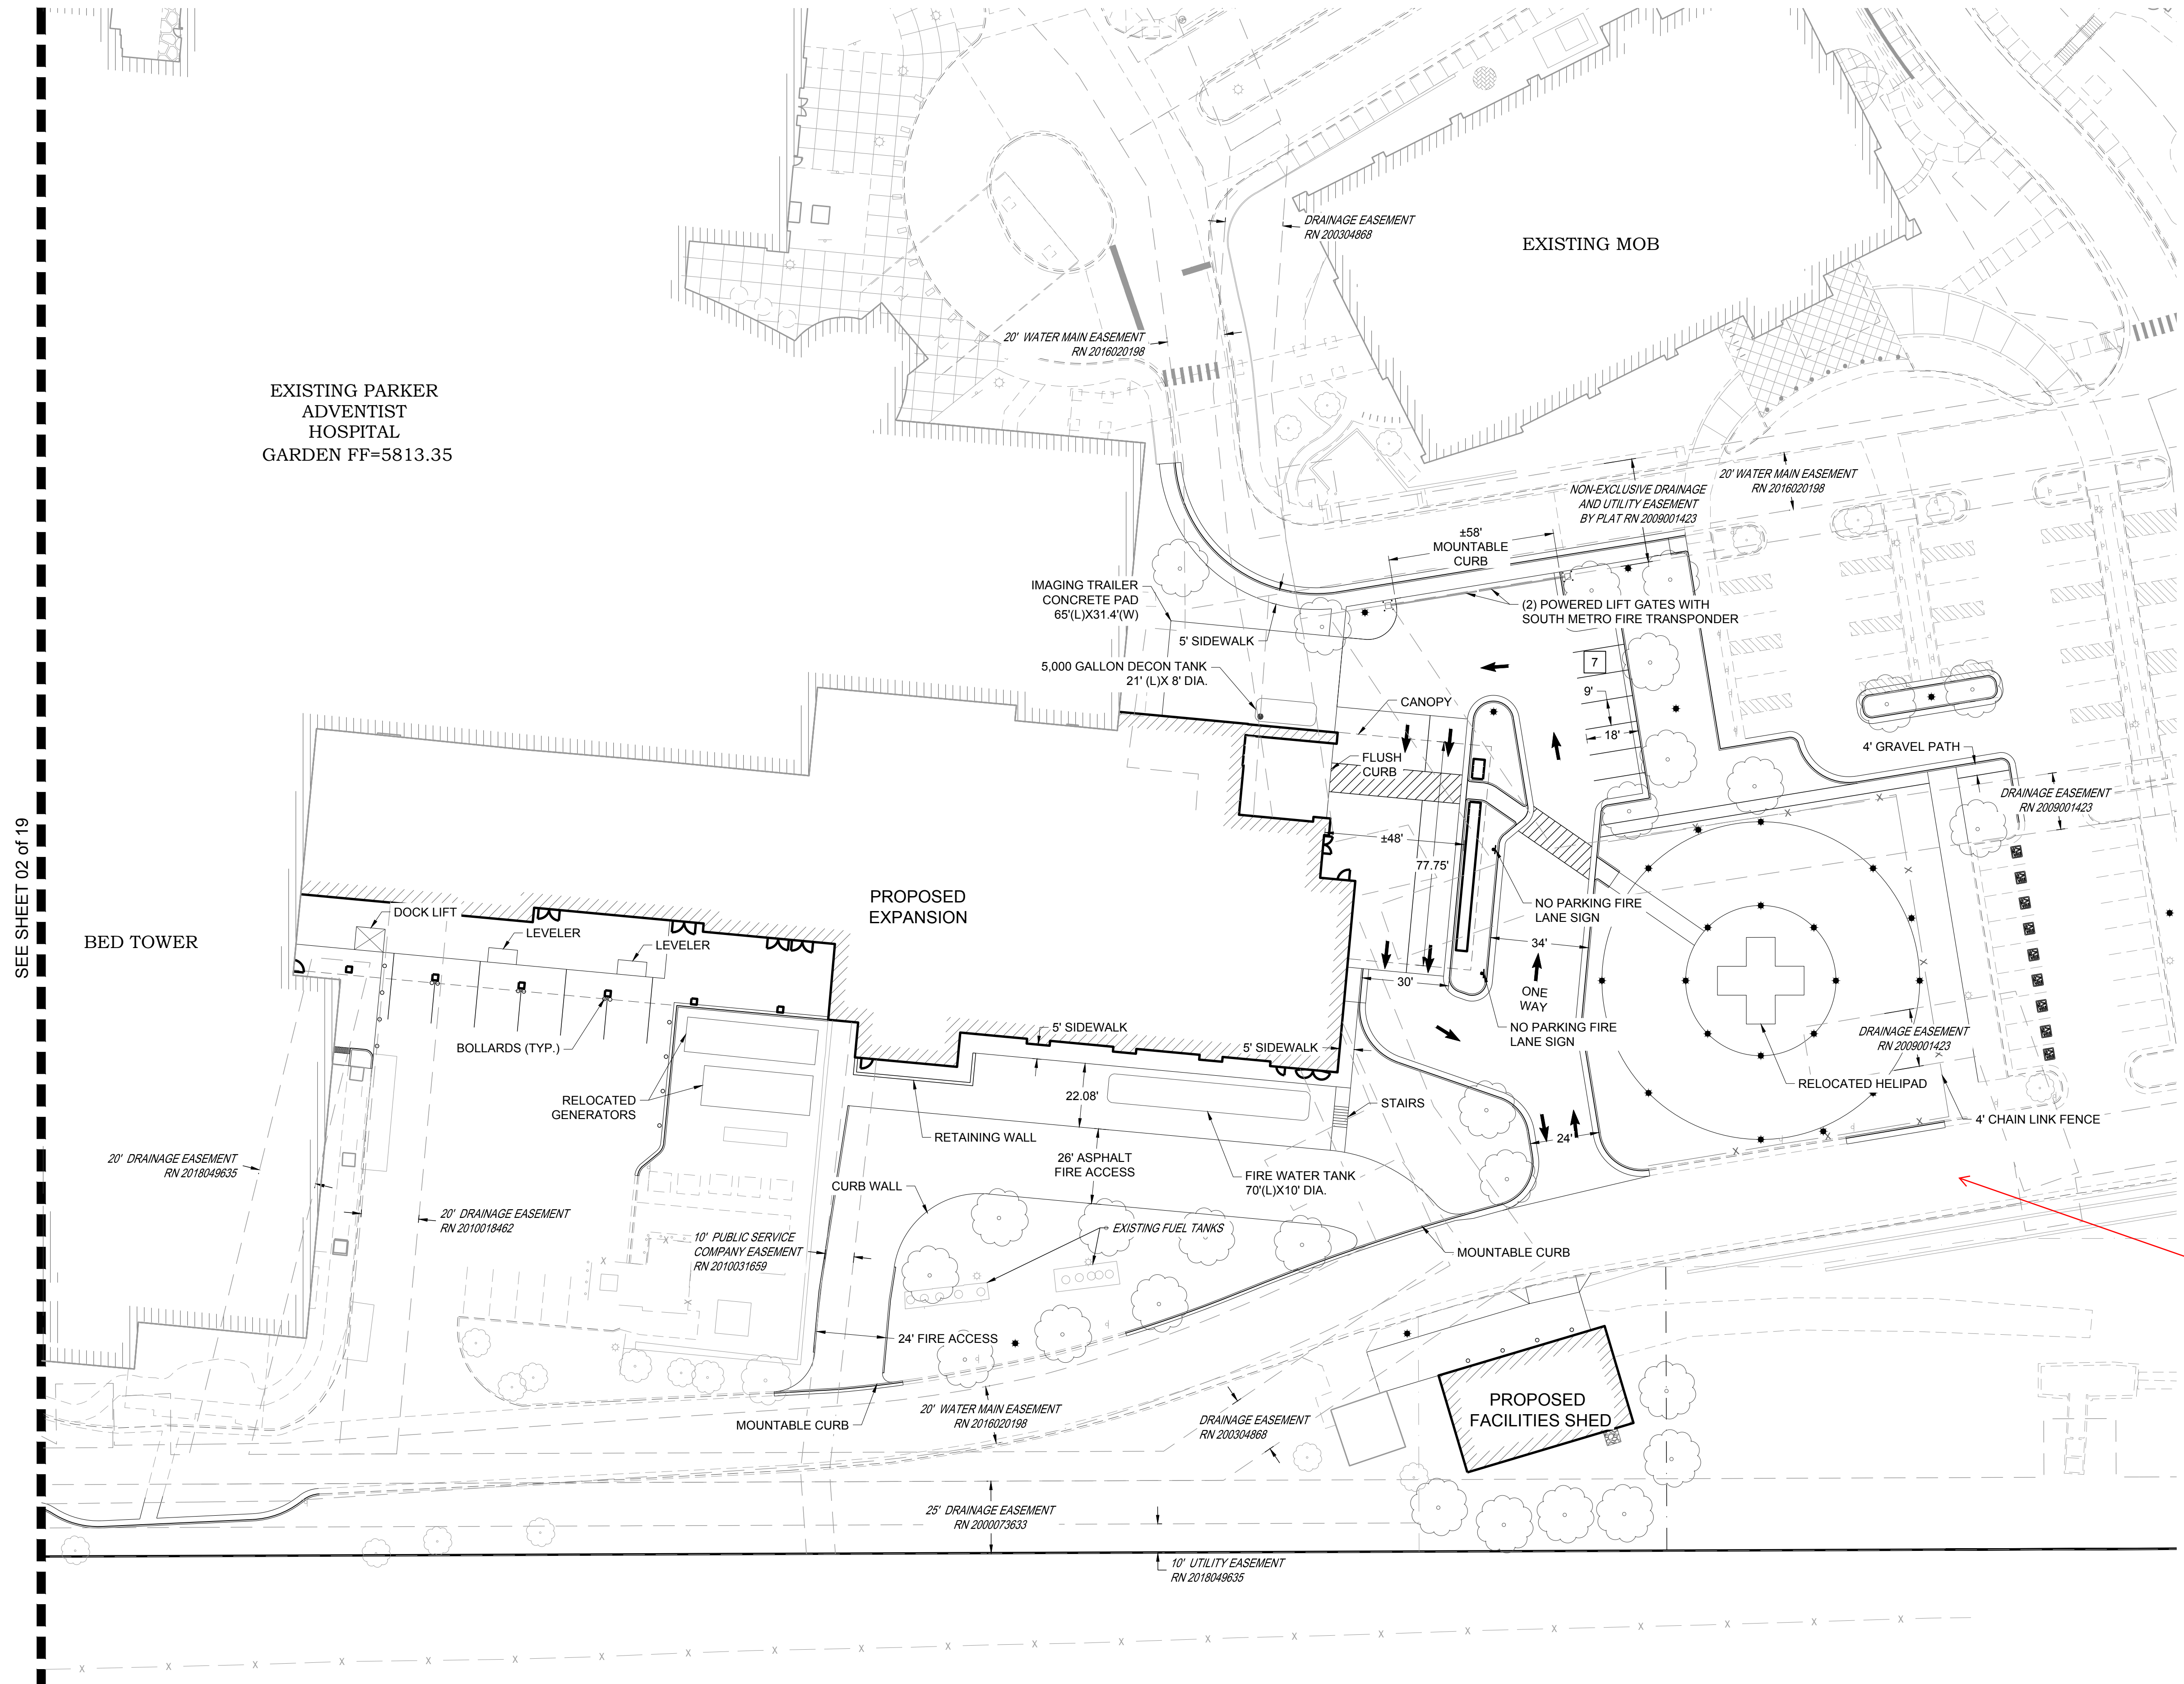 SEE SHEET 02 of 19
EXISTING PARKER
ADVENTIST
HOSPITAL
GARDEN FF=5813.35
DRAINAGE EASEMENT
RN 200304868
EXISTING MOB
20' WATER MAIN EASEMENT
RN 2016020198
20' WATER MAIN EASEMENT
RN 2016020198
NON-EXCLUSIVE DRAINAGE
AND UTILITY EASEMENT
BY PLAT RN 2009001423
±58'
MOUNTABLE
CURB
IMAGING TRAILER
CONCRETE PAD
65'(L)X31.4'(W)
(2) POWERED LIFT GATES WITH
SOUTH METRO FIRE TRANSPONDER
5' SIDEWALK
5,000 GALLON DECON TANK
21' (L)X 8' DIA.
7
9'
18'
CANOPY
FLUSH
CURB
4' GRAVEL PATH
DRAINAGE EASEMENT
RN 2009001423
±48'
77.75'
PROPOSED
EXPANSION
NO PARKING FIRE
LANE SIGN
34'
DOCK LIFT
LEVELER
LEVELER
BED TOWER
30'
ONE
WAY
NO PARKING FIRE
LANE SIGN
DRAINAGE EASEMENT
RN 2009001423
BOLLARDS (TYP.)
5' SIDEWALK
5' SIDEWALK
RELOCATED HELIPAD
RELOCATED
GENERATORS
22.08'
STAIRS
4' CHAIN LINK FENCE
24'
RETAINING WALL
20' DRAINAGE EASEMENT
RN 2018049635
26' ASPHALT
FIRE ACCESS
FIRE WATER TANK
70'(L)X10' DIA.
CURB WALL
20' DRAINAGE EASEMENT
RN 2010018462
10' PUBLIC SERVICE
COMPANY EASEMENT
RN 2010031659
EXISTING FUEL TANKS
MOUNTABLE CURB
24' FIRE ACCESS
MOUNTABLE CURB
20' WATER MAIN EASEMENT
RN 2016020198
DRAINAGE EASEMENT
RN 200304868
PROPOSED
FACILITIES SHED
25' DRAINAGE EASEMENT
RN 2000073633
10' UTILITY EASEMENT
RN 2018049635